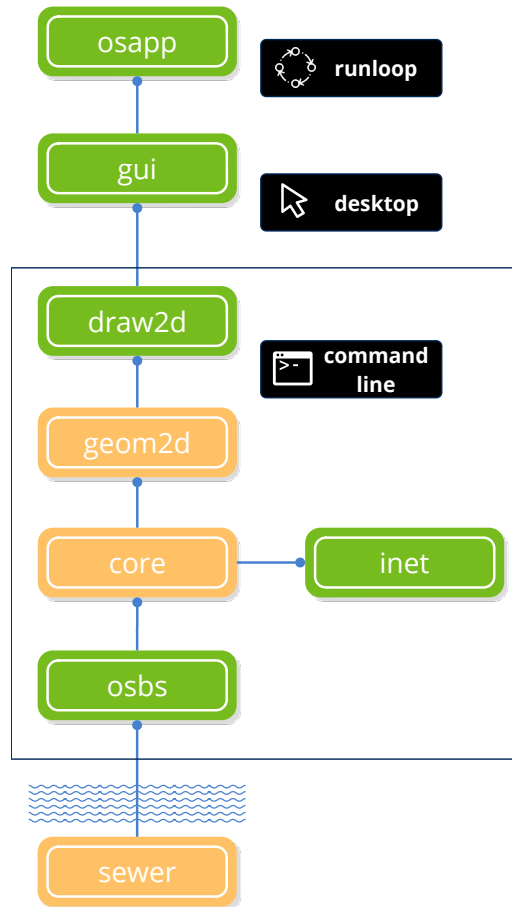 osapp
runloop
gui
desktop
draw2d
command
line
>-
geom2d
core
inet
osbs
sewer